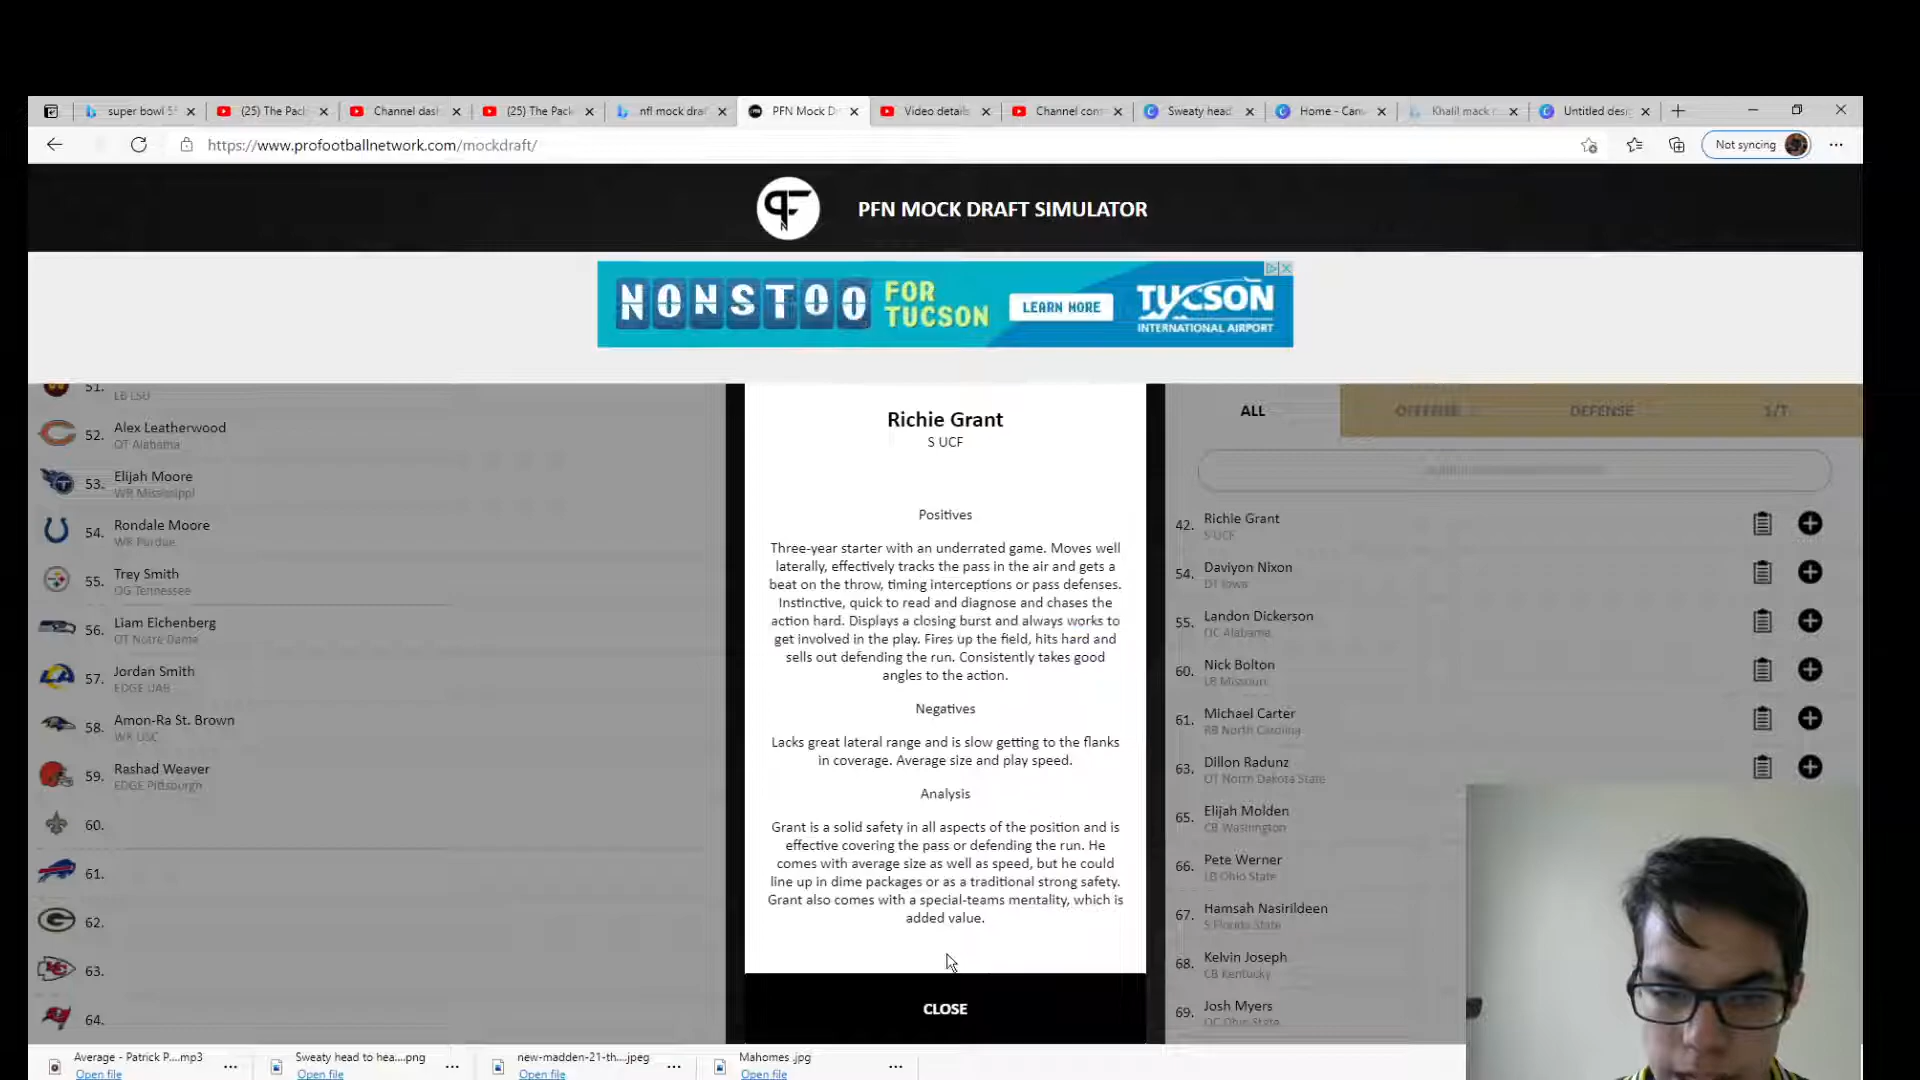 super bowl 5
(25) The Pack
Channel das
(25) The Pack
nfl mock dra
PFN Mock D
Video details
Channel con
Sweaty head
Home - Can
Khalil mack
Untitled desi
https://www.profootballnetwork.com/mockdraft/
Not syncing
PFN MOCK DRAFT SIMULATOR
NONSTOO
FOR
TUCSON
LEARN MORE
TUCSON
INTERNATIONAL AIRPORT
51.
LB LSU
52. Alex Leatherwood
OT Alabama
53. Elijah Moore
WR Mississippi
54. Rondale Moore
WR Purdue
55. Trey Smith
OG Tennessee
56. Liam Eichenberg
OT Notre Dame
57. Jordan Smith
EDGE UAB
58. Amon-Ra St. Brown
WR USC
59. Rashad Weaver
EDGE Pittsburgh
60.
61.
62.
63.
64.
Richie Grant
S UCF
Positives
Three-year starter with an underrated game. Moves well
laterally, effectively tracks the pass in the air and gets a
beat on the throw, timing interceptions or pass defenses.
Instinctive, quick to read and diagnose and chases the
action hard. Displays a closing burst and always works to
get involved in the play. Fires up the field, hits hard and
sells out defending the run. Consistently takes good
angles to the action.
Negatives
Lacks great lateral range and is slow getting to the flanks
in coverage. Average size and play speed.
Analysis
Grant is a solid safety in all aspects of the position and is
effective covering the pass or defending the run. He
comes with average size as well as speed, but he could
line up in dime packages or as a traditional strong safety.
Grant also comes with a special-teams mentality, which is
added value.
CLOSE
ALL
OFFENSE
DEFENSE
S/T
42. Richie Grant
S UCF
54. Daviyon Nixon
DT Iowa
55. Landon Dickerson
OC Alabama
60. Nick Bolton
LB Missouri
61. Michael Carter
RB North Carolina
63. Dillon Radunz
OT North Dakota State
65. Elijah Molden
CB Washington
66. Pete Werner
LB Ohio State
67. Hamsah Nasirildeen
S Florida State
68. Kelvin Joseph
CB Kentucky
69. Josh Myers
OC Ohio State
Average - Patrick P....mp3
Open file
Sweaty head to hea....png
Open file
new-madden-21-th....jpeg
Open file
Mahomes .jpg
Open file